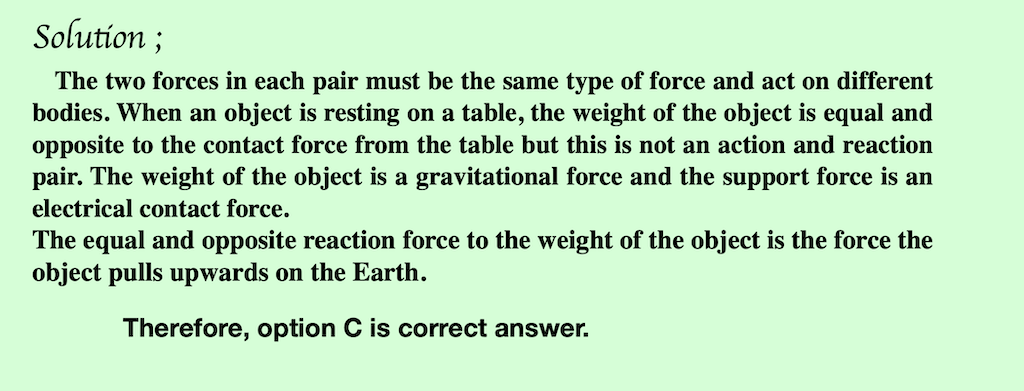 Solution ;
The two forces in each pair must be the same type of force and act on different
bodies. When an object is resting on a table, the weight of the object is equal and
opposite to the contact force from the table but this is not an action and reaction
pair. The weight of the object is a gravitational force and the support force is an
electrical contact force.
The equal and opposite reaction force to the weight of the object is the force the
object pulls upwards on the Earth.
Therefore, option C is correct answer.